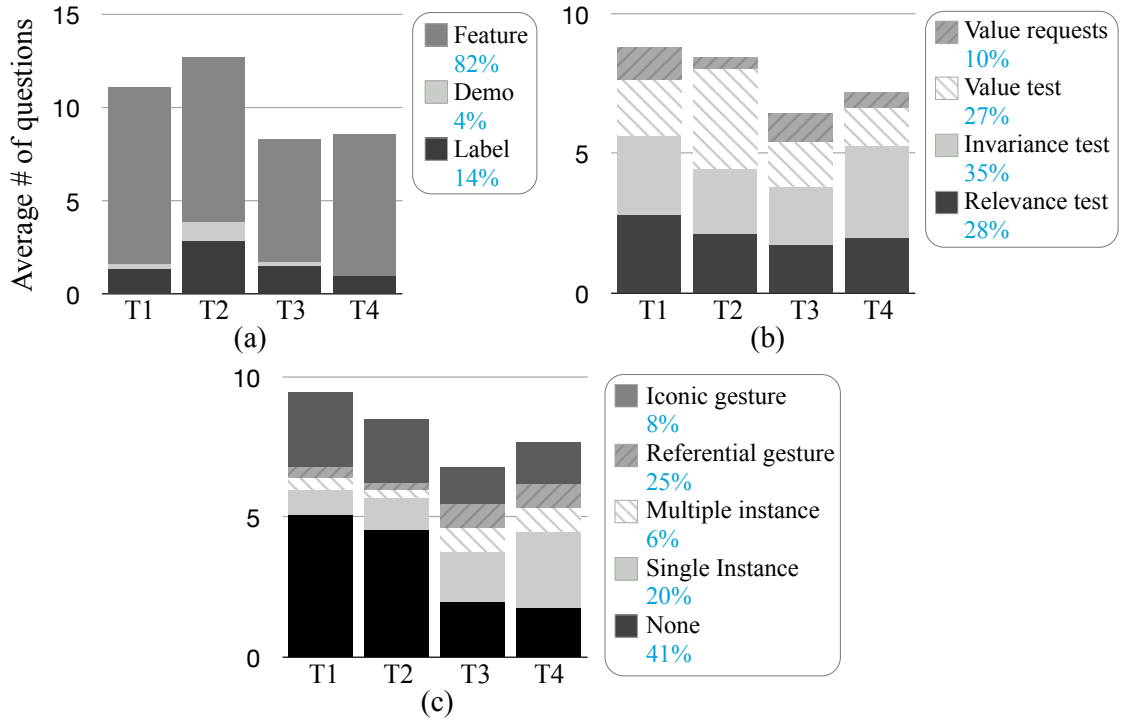 Average # of questions
15
10
5
0
T1 T2 T3 T4
(a)
Feature
82%
Demo
4%
Label
14%
10
5
0
T1 T2 T3 T4
(b)
Value requests
10%
Value test
27%
Invariance test
35%
Relevance test
28%
10
5
0
T1 T2 T3 T4
(c)
Iconic gesture
8%
Referential gesture
25%
Multiple instance
6%
Single Instance
20%
None
41%